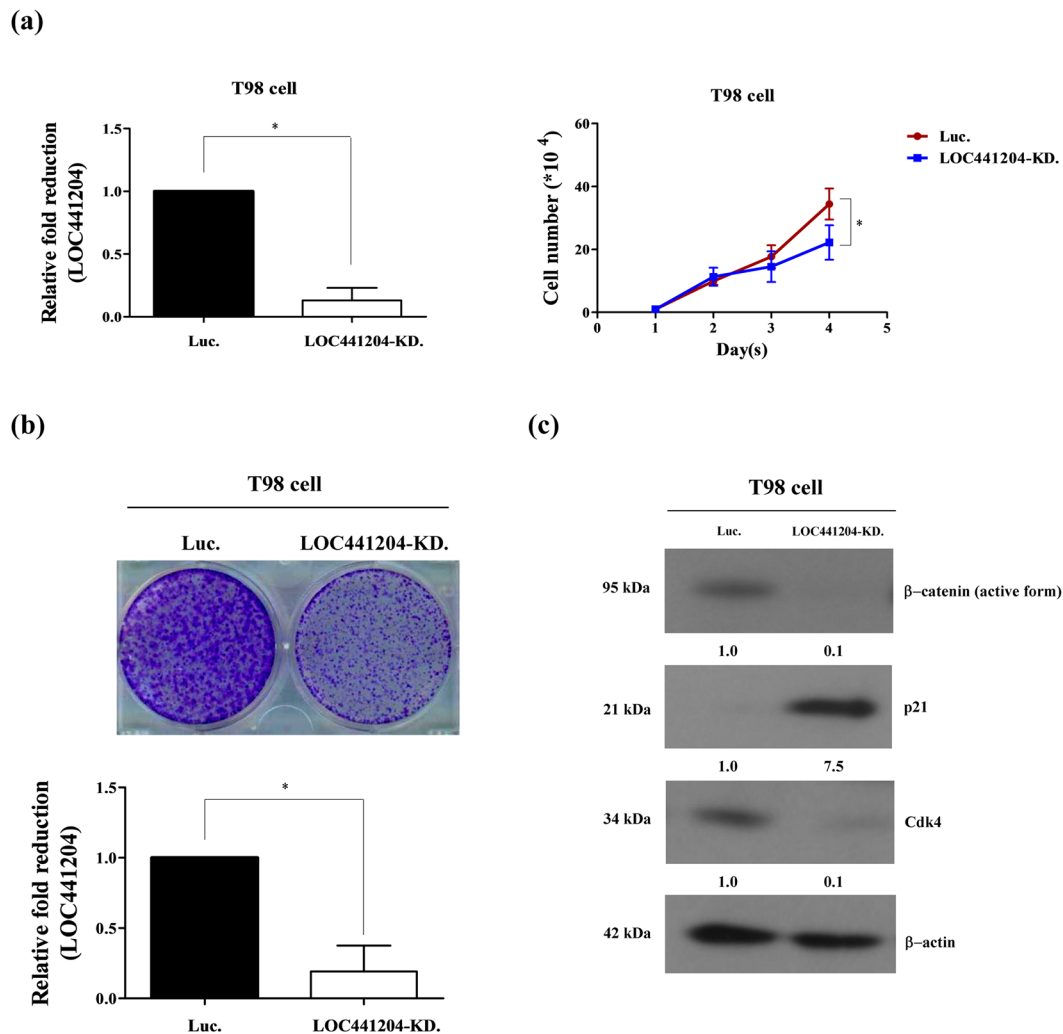 (a)
T98 cell
Relative fold reduction
(LOC441204)
1.5
1.0
0.5
0.0
Luc.
LOC441204-KD.
*
T98 cell
Cell number (*10 4)
60
40
20
0
0
1
2
3
4
5
Day(s)
Luc.
LOC441204-KD.
*
(b)
T98 cell
Luc.
LOC441204-KD.
Relative fold reduction
(LOC441204)
1.5
1.0
0.5
0.0
*
Luc.
LOC441204-KD.
(c)
T98 cell
Luc.
LOC441204-KD.
95 kDa
β–catenin (active form)
1.0
0.1
21 kDa
p21
1.0
7.5
34 kDa
Cdk4
1.0
0.1
42 kDa
β–actin